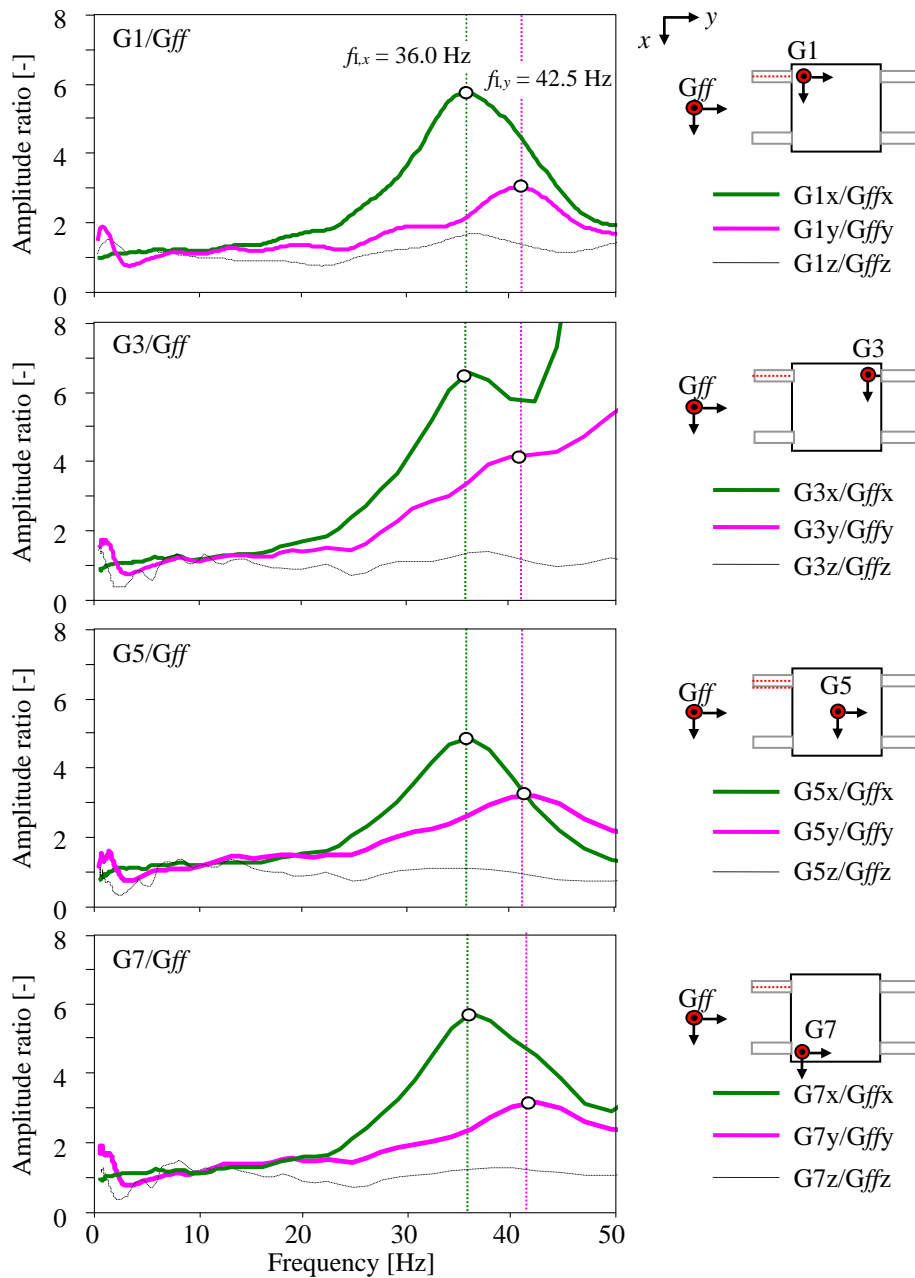 8
6
4
2
0
Amplitude ratio [-]
G1/Gff
fI,x = 36.0 Hz
fI,y = 42.5 Hz
y
x
G1
Gff
G1x/Gffx
G1y/Gffy
G1z/Gffz
8
6
4
2
0
Amplitude ratio [-]
G3/Gff
G3
Gff
G3x/Gffx
G3y/Gffy
G3z/Gffz
8
6
4
2
0
Amplitude ratio [-]
G5/Gff
G5
Gff
G5x/Gffx
G5y/Gffy
G5z/Gffz
8
6
4
2
0
Amplitude ratio [-]
G7/Gff
G7
Gff
G7x/Gffx
G7y/Gffy
G7z/Gffz
0 10 20 30 40 50
Frequency [Hz]